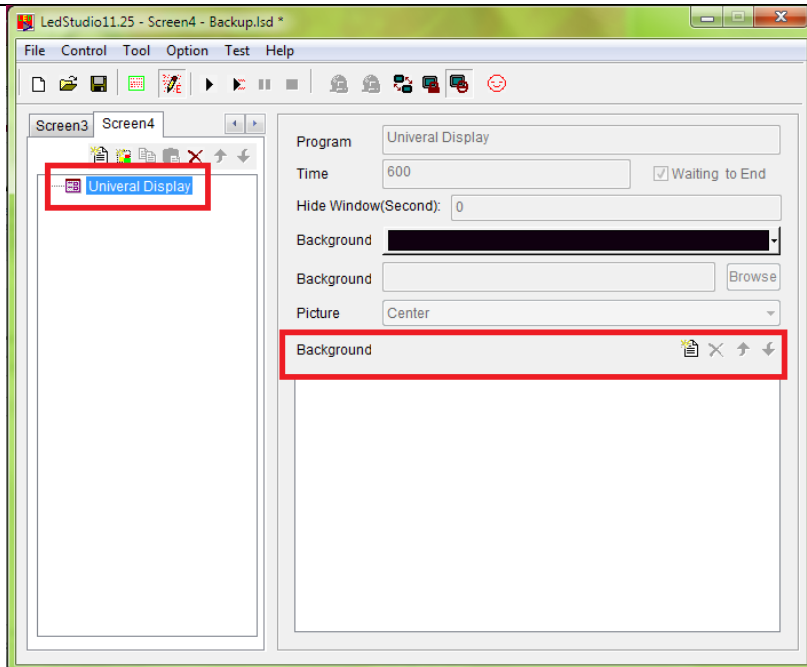 LedStudio11.25 - Screen4 - Backup.lsd *
File Control Tool Option Test Help
Screen3 Screen4
Univeral Display
Program Univeral Display
Time 600 Waiting to End
Hide Window(Second): 0
Background
Background Browse
Picture Center
Background